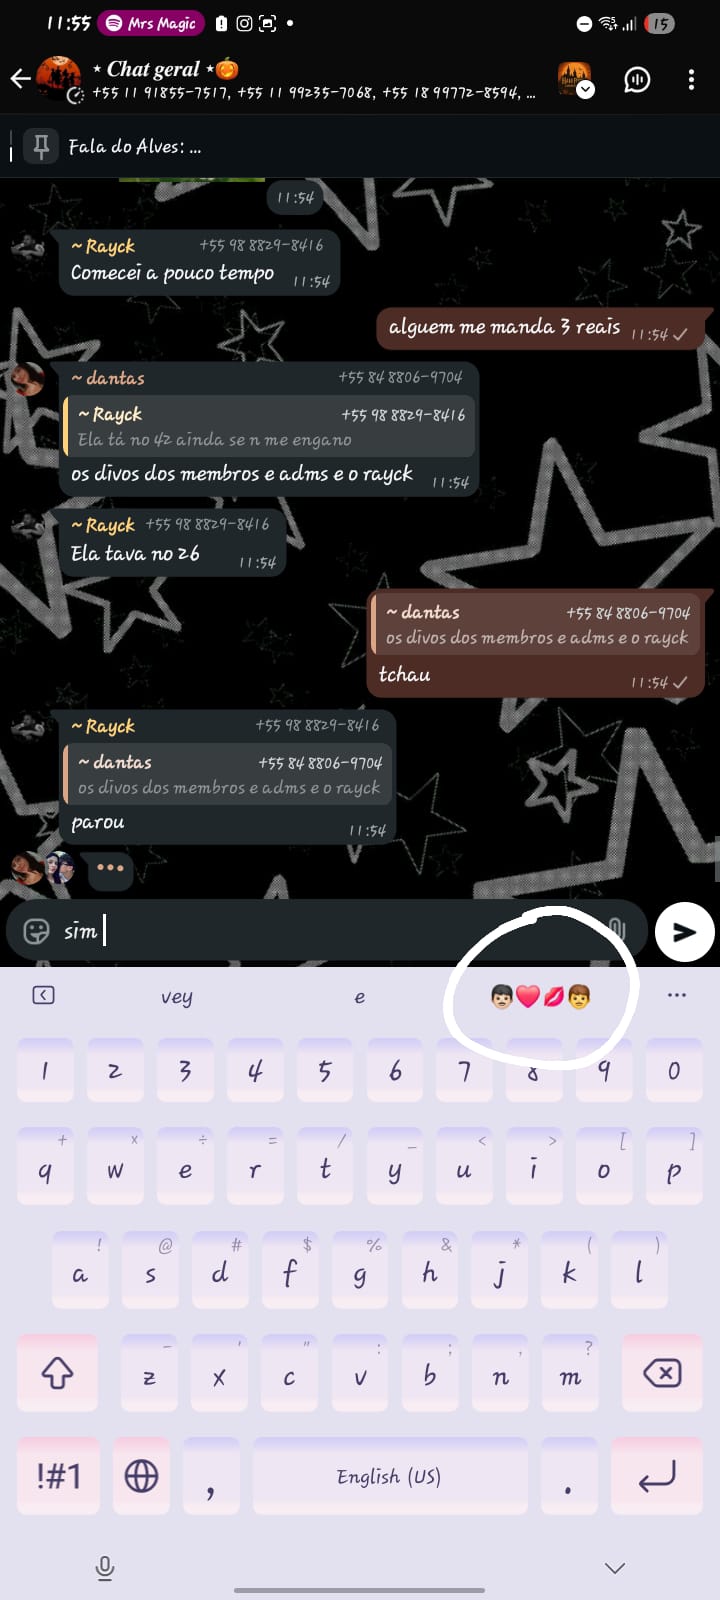 11:55 Mrs Magic 15
⋆ Chat geral ⋆🎃
+55 11 91855-7517, +55 11 99235-7068, +55 18 99772-8594, ...
Fala do Alves: ...
11:54
~ Rayck +55 98 8829-8416
Comecei a pouco tempo 11:54
alguem me manda 3 reais 11:54
~ dantas +55 84 8806-9704
~ Rayck +55 98 8829-8416
Ela tá no 42 ainda se n me engano
os divos dos membros e adms e o rayck 11:54
~ Rayck +55 98 8829-8416
Ela tava no 26 11:54
~ dantas +55 84 8806-9704
os divos dos membros e adms e o rayck
tchau 11:54
~ Rayck +55 98 8829-8416
~ dantas +55 84 8806-9704
os divos dos membros e adms e o rayck
parou 11:54
sim
vey e 👨🏻❤️💋👨 ...
1 2 3 4 5 6 7 8 9 0
+ × ÷ = / _ < > [ ]
q w e r t y u i o p
! @ # $ % & * ( )
a s d f g h j k l
- ' " : ; , ?
z x c v b n m
!#1 , English (US) .